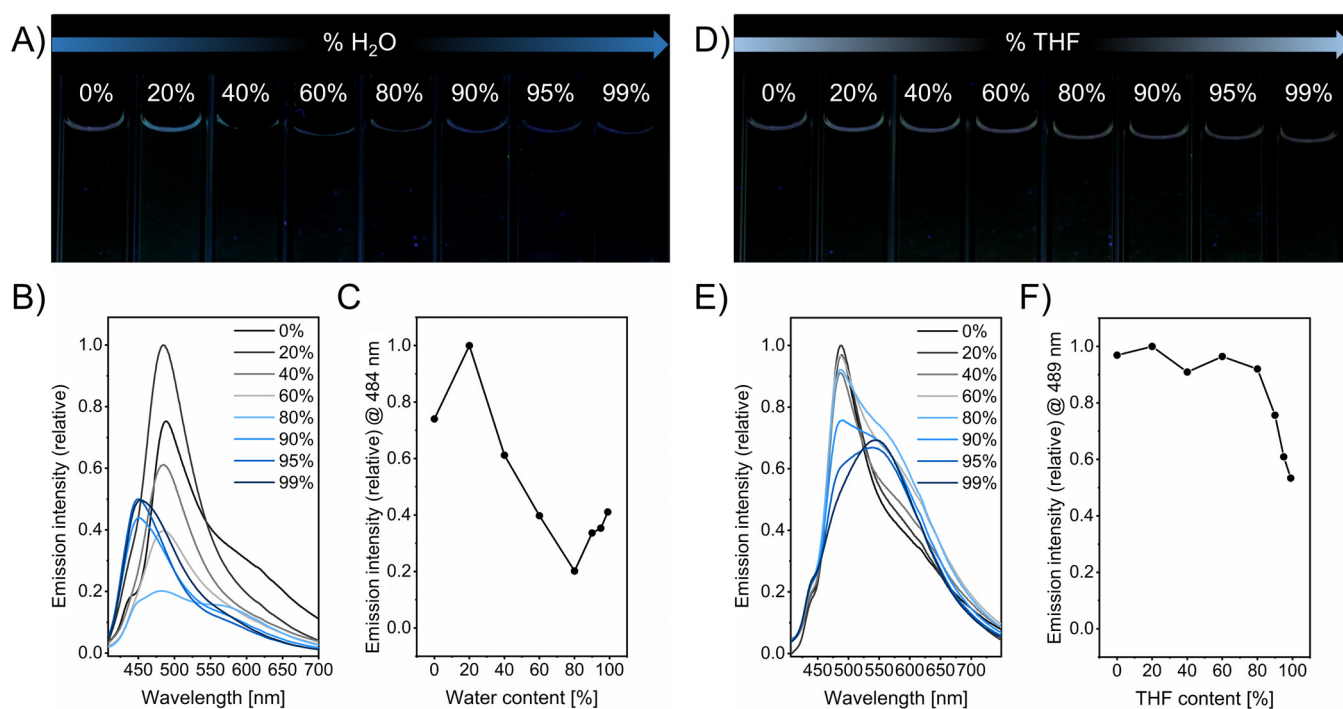 A)
% H₂O
0% 20% 40% 60% 80% 90% 95% 99%
B)
Emission intensity (relative)
1.0
0.8
0.6
0.4
0.2
0.0
0%
20%
40%
60%
80%
90%
95%
99%
450 500 550 600 650 700
Wavelength [nm]
C)
Emission intensity (relative) @ 484 nm
1.0
0.8
0.6
0.4
0.2
0.0
0 20 40 60 80 100
Water content [%]
D)
% THF
0% 20% 40% 60% 80% 90% 95% 99%
E)
Emission intensity (relative)
1.0
0.8
0.6
0.4
0.2
0.0
0%
20%
40%
60%
80%
90%
95%
99%
450 500 550 600 650 700
Wavelength [nm]
F)
Emission intensity (relative) @ 489 nm
1.0
0.8
0.6
0.4
0.2
0.0
0 20 40 60 80 100
THF content [%]